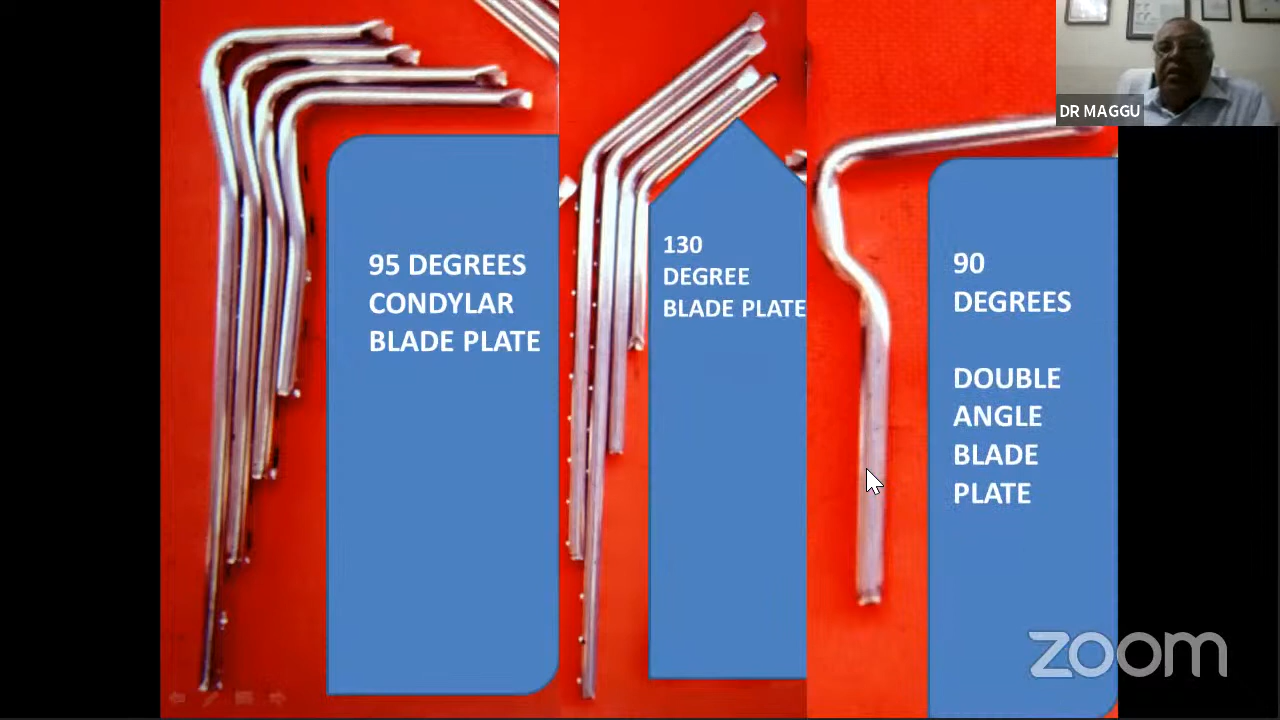 95 DEGREES
CONDYLAR
BLADE PLATE
130
DEGREE
BLADE PLATE
90
DEGREES
DOUBLE
ANGLE
BLADE
PLATE
DR MAGGU
zoom